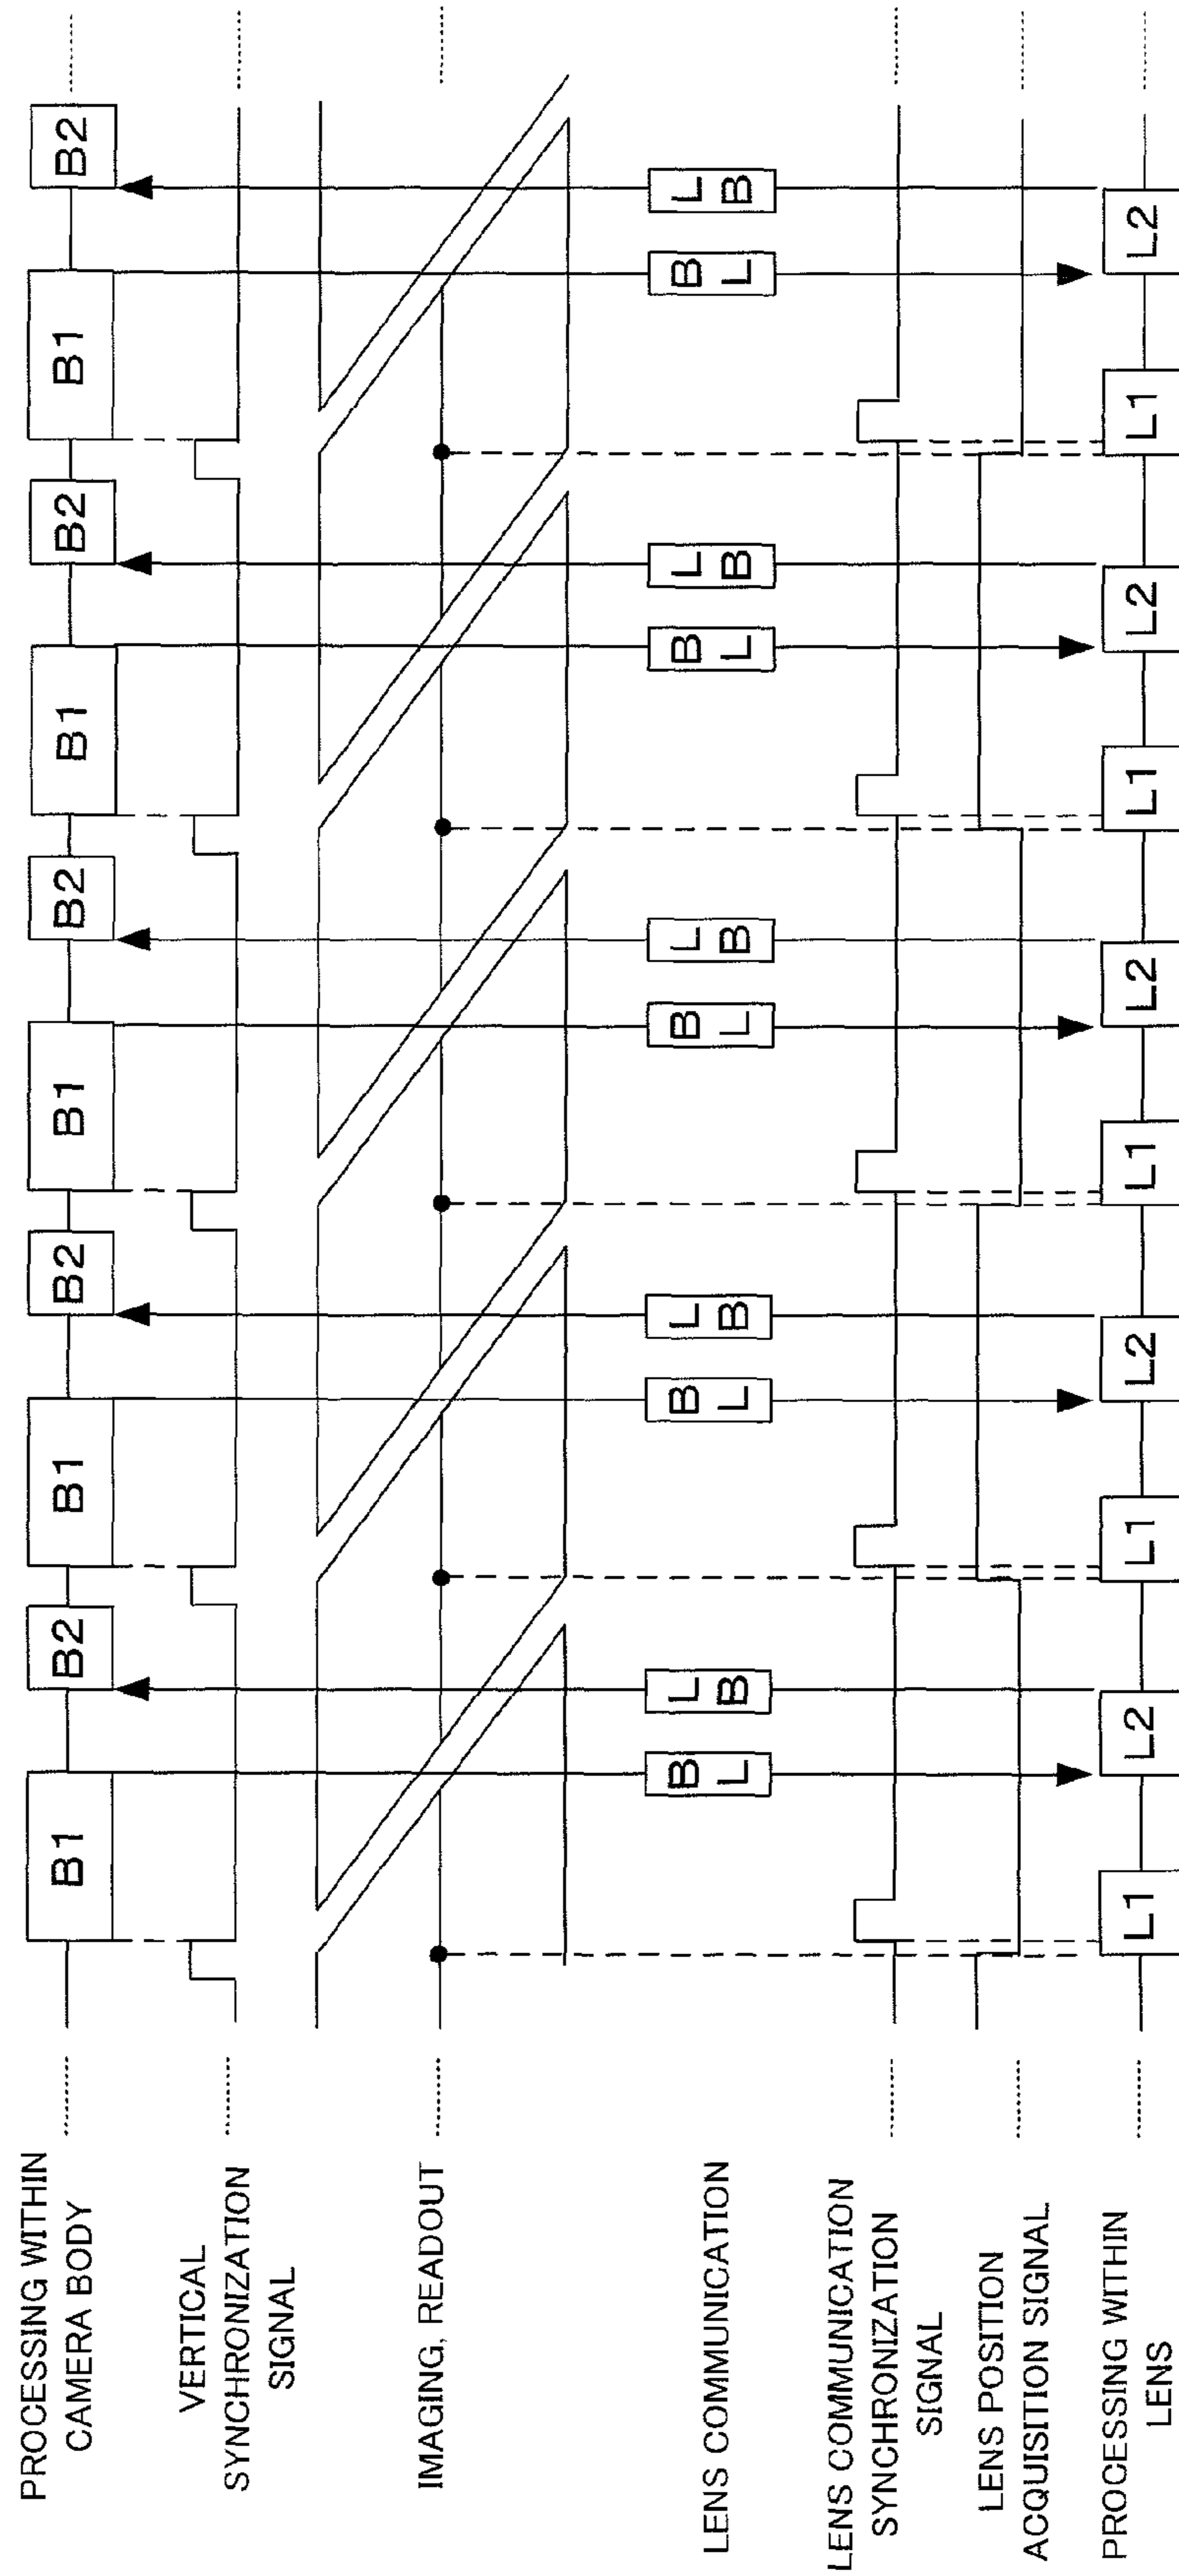 PROCESSING WITHIN
CAMERA BODY
B1 B2 B1 B2 B1 B2 B1 B2 B1 B2
VERTICAL
SYNCHRONIZATION
SIGNAL
IMAGING, READOUT
LENS COMMUNICATION
B L B L B L B L B L
L B L B L B L B L B
LENS COMMUNICATION
SYNCHRONIZATION
SIGNAL
LENS POSITION
ACQUISITION SIGNAL
PROCESSING WITHIN
LENS
L1 L2 L1 L2 L1 L2 L1 L2 L1 L2